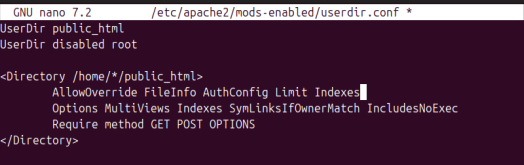 GNU nano 7.2 /etc/apache2/mods-enabled/userdir.conf *
UserDir public_html
UserDir disabled root
<Directory /home/*/public_html>
AllowOverride FileInfo AuthConfig Limit Indexes
Options MultiViews Indexes SymLinksIfOwnerMatch IncludesNoExec
Require method GET POST OPTIONS
</Directory>